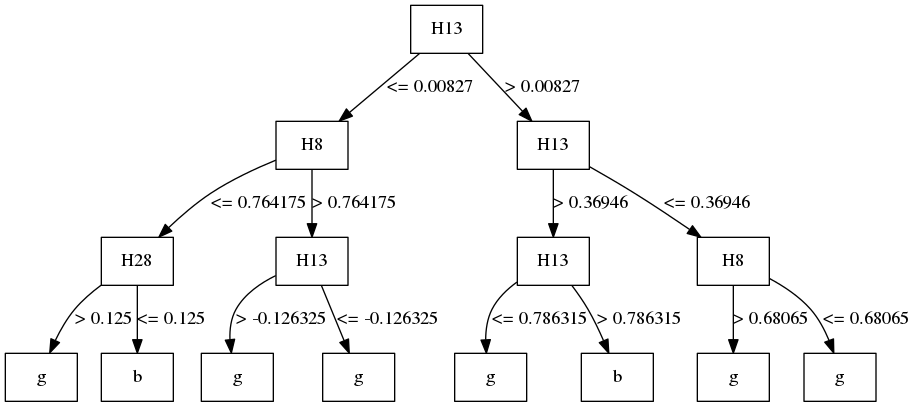 H13
<= 0.00827
> 0.00827
H8
H13
<= 0.764175
> 0.764175
> 0.36946
<= 0.36946
H28
H13
H13
H8
> 0.125
<= 0.125
> -0.126325
<= -0.126325
<= 0.786315
> 0.786315
> 0.68065
<= 0.68065
g
b
g
g
g
b
g
g